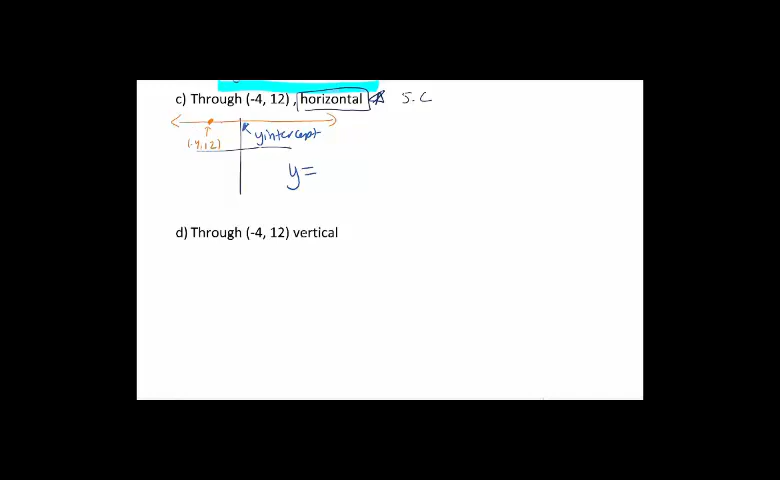 c) Through (-4, 12) , horizontal S.C
y intercept
(-4,12)
y=
d) Through (-4, 12) vertical